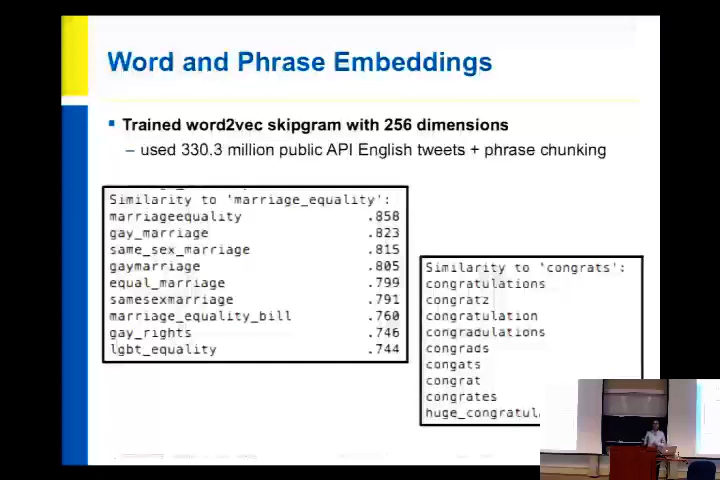 Word and Phrase Embeddings
Trained word2vec skipgram with 256 dimensions
– used 330.3 million public API English tweets + phrase chunking
Similarity to 'marriage_equality':
marriageequality .858
gay_marriage .823
same_sex_marriage .815
gaymarriage .805
equal_marriage .799
samesexmarriage .791
marriage_equality_bill .760
gay_rights .746
lgbt_equality .744
Similarity to 'congrats':
congratulations
congratz
congratulation
congradulations
congrads
congats
congrat
congrates